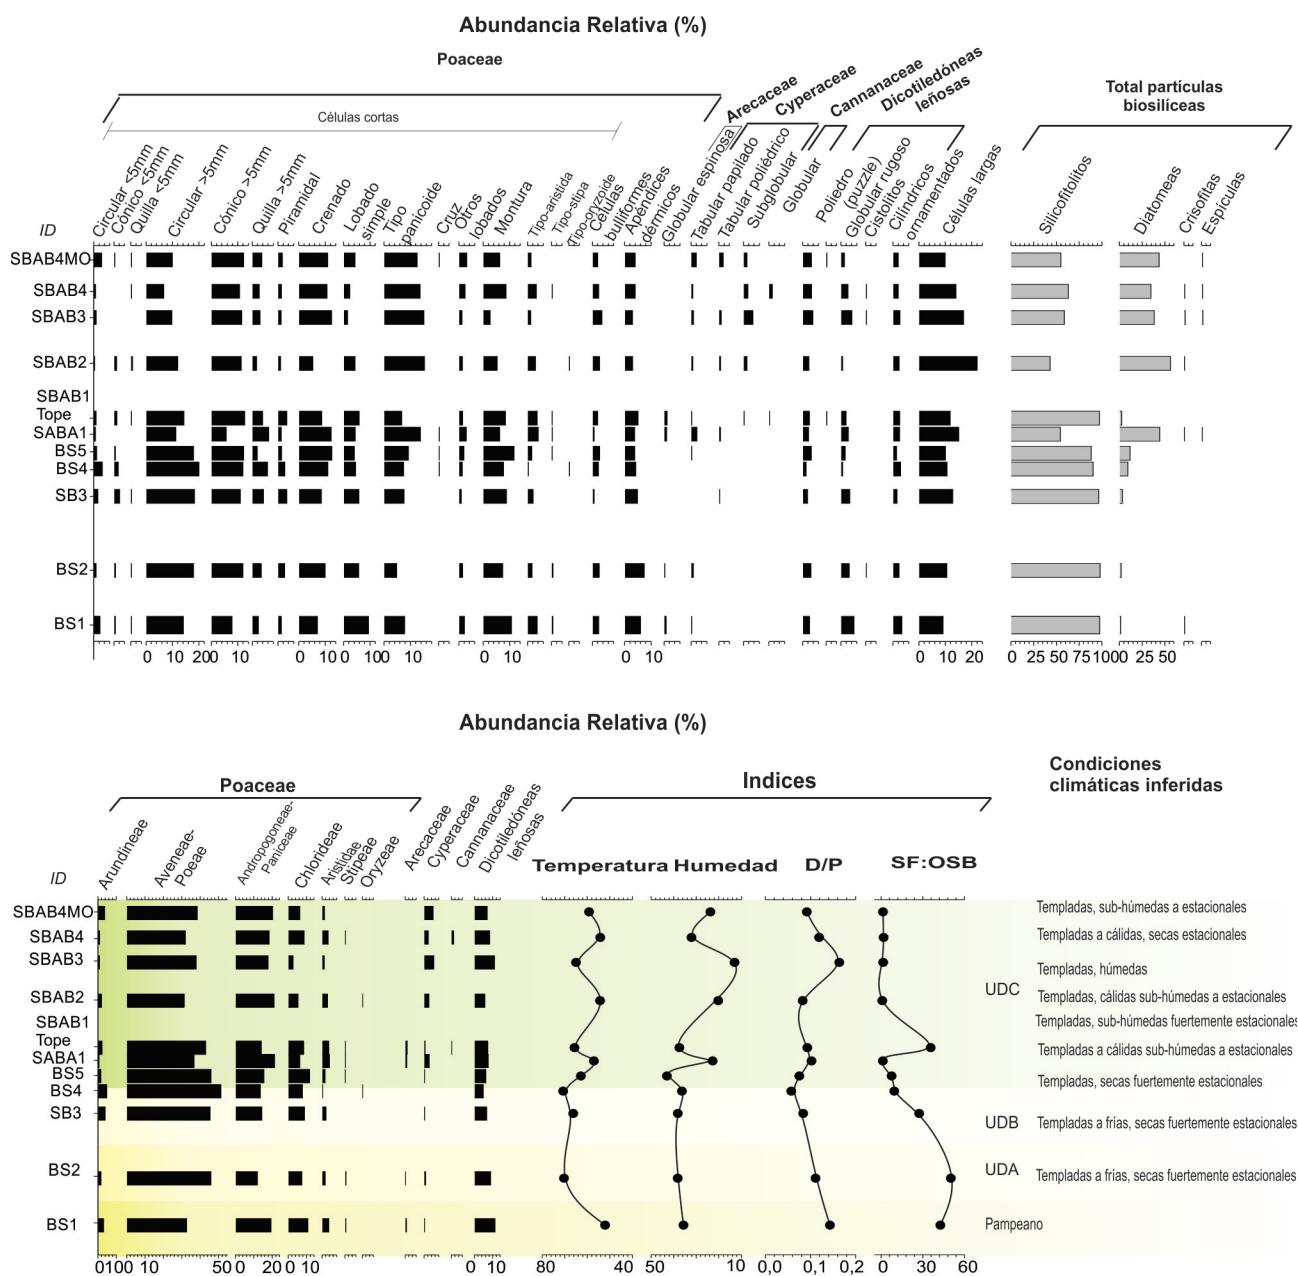 Abundancia Relativa (%)
Poaceae
Arecaceae
Cyperaceae
Cannanaceae
Dicotiledóneas
leñosas
Total partículas
biosilíceas
Células cortas
ID
Circular <5mm
Cónico <5mm
Quilla <5mm
Circular >5mm
Cónico >5mm
Quilla >5mm
Piramidal
Crenado
Lobado
simple
Tipo
panicoide
Cruz
Otros
lobados
Montura
Tipo-aristida
Tipo-stipa
Tipo-oryzoide
Células
buliformes
Apéndices
dérmicos
Globular espinosa
Tabular papilado
Tabular poliédrico
Subglobular
Globular
Poliedro
(puzzle)
Globular rugoso
Cistolitos
Cilíndricos
ornamentados
Células largas
Silicofitolitos
Diatomeas
Crisofitas
Espículas
SBAB4MO
SBAB4
SBAB3
SBAB2
SBAB1
Tope
SABA1
BS5
BS4
SB3
BS2
BS1
0 10 200 10 0 10 0 100 10 0 10 0 10 0 10 20 0 25 50 75 1000 25 50
Abundancia Relativa (%)
Poaceae
Indices
Condiciones
climáticas inferidas
ID
Arundineae
Aveneae-
Poeae
Andropogoneae-
Paniceae
Chlorideae
Aristidae
Stipeae
Oryzeae
Arecaceae
Cyperaceae
Cannanaceae
Dicotiledóneas
leñosas
Temperatura Humedad D/P SF:OSB
SBAB4MO
Templadas, sub-húmedas a estacionales
SBAB4
Templadas a cálidas, secas estacionales
SBAB3
Templadas, húmedas
UDC
SBAB2
Templadas, cálidas sub-húmedas a estacionales
SBAB1
Templadas, sub-húmedas fuertemente estacionales
Tope
Templadas a cálidas sub-húmedas a estacionales
SABA1
BS5
Templadas, secas fuertemente estacionales
BS4
SB3
UDB
Templadas a frías, secas fuertemente estacionales
BS2
UDA
Templadas a frías, secas fuertemente estacionales
BS1
Pampeano
0 100 10 50 0 20 0 10 0 10 80 40 50 10 0,0 0,1 0,2 0 30 60